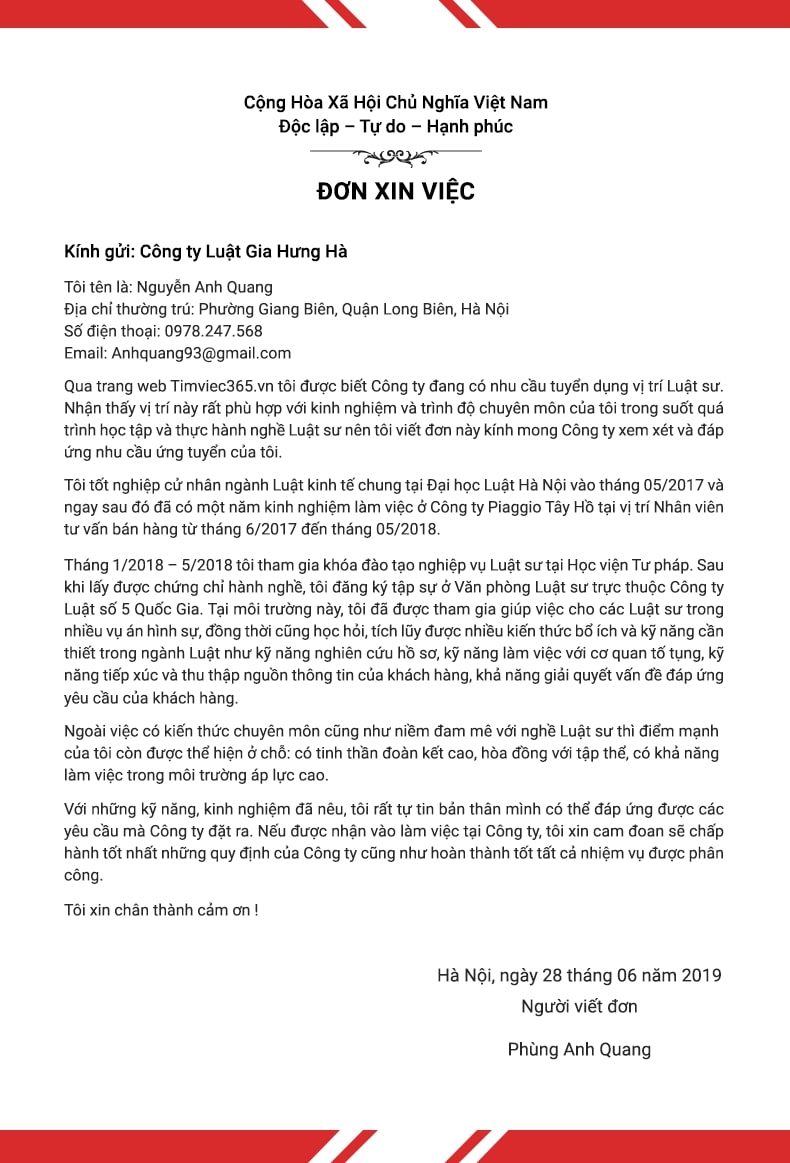 Cộng Hòa Xã Hội Chủ Nghĩa Việt Nam
Độc lập – Tự do – Hạnh phúc
ĐƠN XIN VIỆC
Kính gửi: Công ty Luật Gia Hưng Hà
Tôi tên là: Nguyễn Anh Quang
Địa chỉ thường trú: Phường Giang Biên, Quận Long Biên, Hà Nội
Số điện thoại: 0978.247.568
Email: Anhquang93@gmail.com
Qua trang web Timviec365.vn tôi được biết Công ty đang có nhu cầu tuyển dụng vị trí Luật sư.
Nhận thấy vị trí này rất phù hợp với kinh nghiệm và trình độ chuyên môn của tôi trong suốt quá
trình học tập và thực hành nghề Luật sư nên tôi viết đơn này kính mong Công ty xem xét và đáp
ứng nhu cầu ứng tuyển của tôi.
Tôi tốt nghiệp cử nhân ngành Luật kinh tế chung tại Đại học Luật Hà Nội vào tháng 05/2017 và
ngay sau đó đã có một năm kinh nghiệm làm việc ở Công ty Piaggio Tây Hồ tại vị trí Nhân viên
tư vấn bán hàng từ tháng 6/2017 đến tháng 05/2018.
Tháng 1/2018 – 5/2018 tôi tham gia khóa đào tạo nghiệp vụ Luật sư tại Học viện Tư pháp. Sau
khi lấy được chứng chỉ hành nghề, tôi đăng ký tập sự ở Văn phòng Luật sư trực thuộc Công ty
Luật số 5 Quốc Gia. Tại môi trường này, tôi đã được tham gia giúp việc cho các Luật sư trong
nhiều vụ án hình sự, đồng thời cũng học hỏi, tích lũy được nhiều kiến thức bổ ích và kỹ năng cần
thiết trong ngành Luật như kỹ năng nghiên cứu hồ sơ, kỹ năng làm việc với cơ quan tố tụng, kỹ
năng tiếp xúc và thu thập nguồn thông tin của khách hàng, khả năng giải quyết vấn đề đáp ứng
yêu cầu của khách hàng.
Ngoài việc có kiến thức chuyên môn cũng như niềm đam mê với nghề Luật sư thì điểm mạnh
của tôi còn được thể hiện ở chỗ: có tinh thần đoàn kết cao, hòa đồng với tập thể, có khả năng
làm việc trong môi trường áp lực cao.
Với những kỹ năng, kinh nghiệm đã nêu, tôi rất tự tin bản thân mình có thể đáp ứng được các
yêu cầu mà Công ty đặt ra. Nếu được nhận vào làm việc tại Công ty, tôi xin cam đoan sẽ chấp
hành tốt nhất những quy định của Công ty cũng như hoàn thành tốt tất cả nhiệm vụ được phân
công.
Tôi xin chân thành cảm ơn !
Hà Nội, ngày 28 tháng 06 năm 2019
Người viết đơn
Phùng Anh Quang